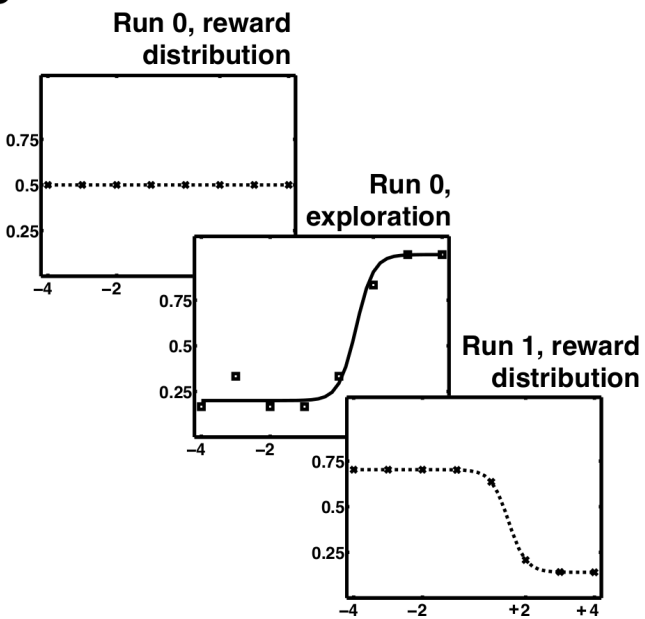 Run 0, reward
distribution
0.75
0.5
0.25
−4 −2
Run 0,
exploration
0.75
0.5
0.25
−4 −2
Run 1, reward
distribution
0.75
0.5
0.25
−4 −2 +2 +4